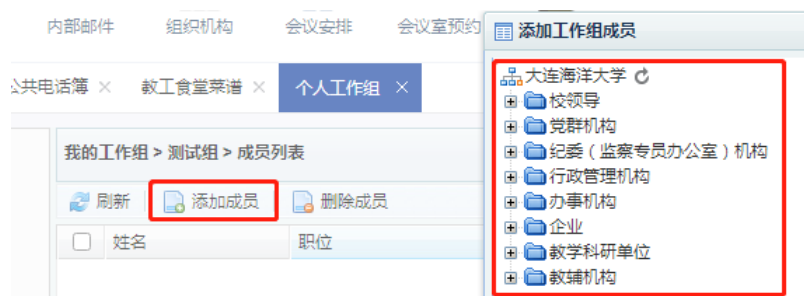 内部邮件 组织机构 会议安排 会议室预约
公共电话簿 教工食堂菜谱 个人工作组
我的工作组 > 测试组 > 成员列表
刷新 添加成员 删除成员
姓名 职位
添加工作组成员
大连海洋大学
校领导
党群机构
纪委（监察专员办公室）机构
行政管理机构
办事机构
企业
教学科研单位
教辅机构